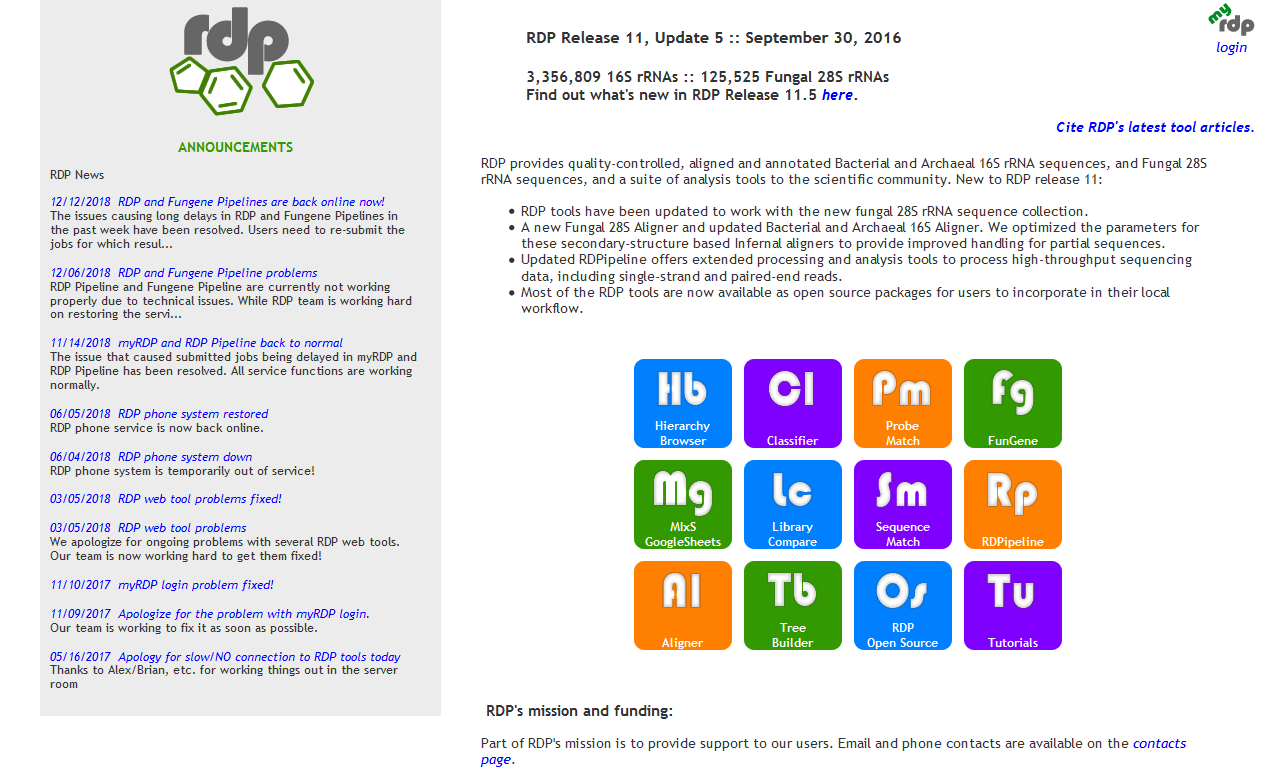 rdp
ANNOUNCEMENTS
RDP News
12/12/2018 RDP and Fungene Pipelines are back online now!
The issues causing long delays in RDP and Fungene Pipelines in
the past week have been resolved. Users need to re-submit the
jobs for which resul...
12/06/2018 RDP and Fungene Pipeline problems
RDP Pipeline and Fungene Pipeline are currently not working
properly due to technical issues. While RDP team is working hard
on restoring the servi...
11/14/2018 myRDP and RDP Pipeline back to normal
The issue that caused submitted jobs being delayed in myRDP and
RDP Pipeline has been resolved. All service functions are working
normally.
06/05/2018 RDP phone system restored
RDP phone service is now back online.
06/04/2018 RDP phone system down
RDP phone system is temporarily out of service!
03/05/2018 RDP web tool problems fixed!
03/05/2018 RDP web tool problems
We apologize for ongoing problems with several RDP web tools.
Our team is now working hard to get them fixed!
11/10/2017 myRDP login problem fixed!
11/09/2017 Apologize for the problem with myRDP login.
Our team is working to fix it as soon as possible.
05/16/2017 Apology for slow/NO connection to RDP tools today
Thanks to Alex/Brian, etc. for working things out in the server
room
RDP Release 11, Update 5 :: September 30, 2016
3,356,809 16S rRNAs :: 125,525 Fungal 28S rRNAs
Find out what's new in RDP Release 11.5 here.
my
rdp
login
Cite RDP's latest tool articles.
RDP provides quality-controlled, aligned and annotated Bacterial and Archaeal 16S rRNA sequences, and Fungal 28S
rRNA sequences, and a suite of analysis tools to the scientific community. New to RDP release 11:
• RDP tools have been updated to work with the new fungal 28S rRNA sequence collection.
• A new Fungal 28S Aligner and updated Bacterial and Archaeal 16S Aligner. We optimized the parameters for
these secondary-structure based Infernal aligners to provide improved handling for partial sequences.
• Updated RDPipeline offers extended processing and analysis tools to process high-throughput sequencing
data, including single-strand and paired-end reads.
• Most of the RDP tools are now available as open source packages for users to incorporate in their local
workflow.
Hb
Hierarchy
Browser
Cl
Classifier
Pm
Probe
Match
Fg
FunGene
Mg
MIxS
GoogleSheets
Lc
Library
Compare
Sm
Sequence
Match
Rp
RDPipeline
Al
Aligner
Tb
Tree
Builder
Os
RDP
Open Source
Tu
Tutorials
RDP's mission and funding:
Part of RDP's mission is to provide support to our users. Email and phone contacts are available on the contacts
page.